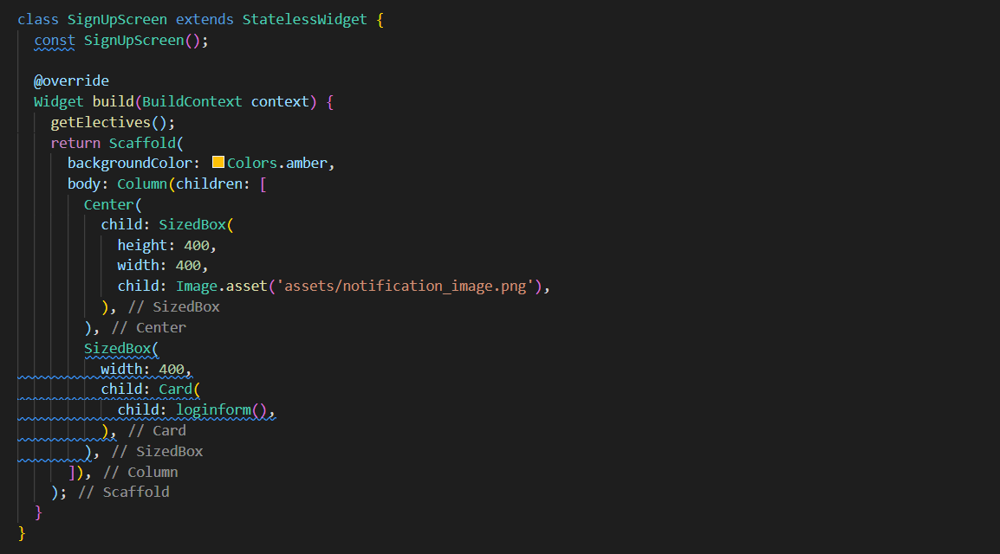 class SignUpScreen extends StatelessWidget {
  const SignUpScreen();

  @override
  Widget build(BuildContext context) {
    getElectives();
    return Scaffold(
      backgroundColor: Colors.amber,
      body: Column(children: [
        Center(
          child: SizedBox(
            height: 400,
            width: 400,
            child: Image.asset('assets/notification_image.png'),
          ), // SizedBox
        ), // Center
        SizedBox(
          width: 400,
          child: Card(
            child: loginform(),
          ), // Card
        ), // SizedBox
      ]), // Column
    ); // Scaffold
  }
}